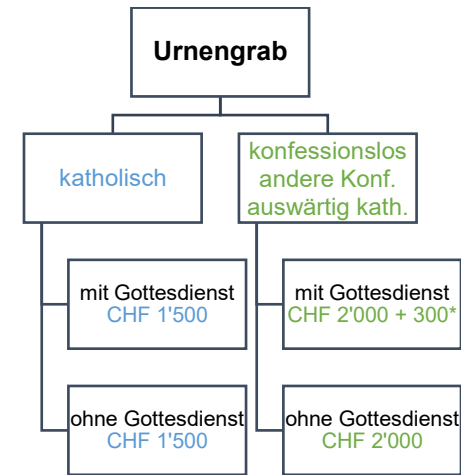 Urnengrab
katholisch
konfessionslos
andere Konf.
auswärtig kath.
mit Gottesdienst
CHF 1'500
mit Gottesdienst
CHF 2'000 + 300*
ohne Gottesdienst
CHF 1'500
ohne Gottesdienst
CHF 2'000